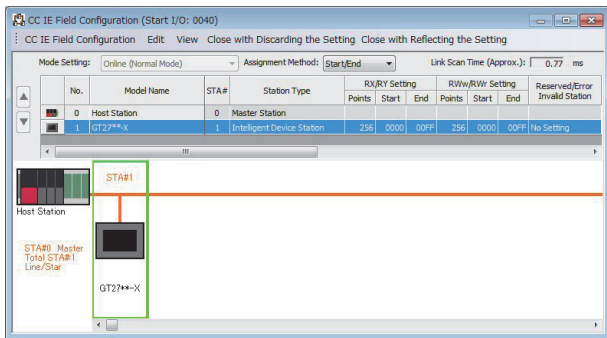 CC IE Field Configuration (Start I/O: 0040)
CC IE Field Configuration Edit View Close with Discarding the Setting Close with Reflecting the Setting
Mode Setting: Online (Normal Mode) Assignment Method: Start/End Link Scan Time (Approx.): 0.77 ms
No. Model Name STA# Station Type RX/RY Setting RWw/RWr Setting Reserved/Error Invalid Station
Points Start End Points Start End
0 Host Station 0 Master Station
1 GT27**-X 1 Intelligent Device Station 256 0000 00FF 256 0000 00FF No Setting
STA#1
Host Station
STA#0 Master
Total STA#1
Line/Star
GT27**-X